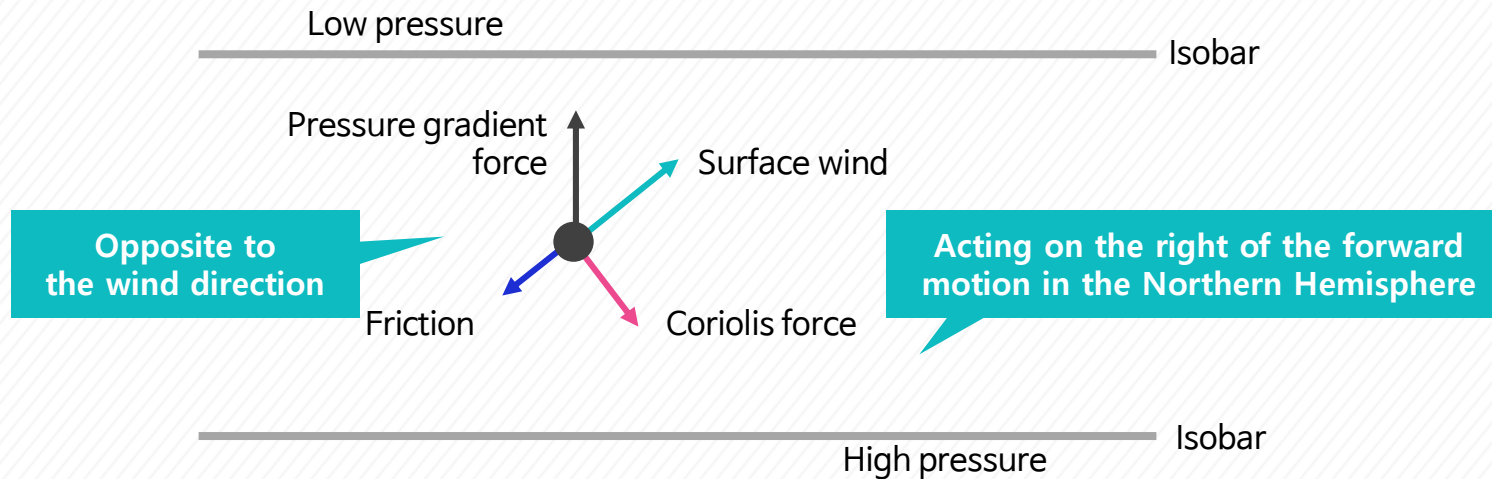 Low pressure
Isobar
Pressure gradient
force
Surface wind
Opposite to
the wind direction
Acting on the right of the forward
motion in the Northern Hemisphere
Friction
Coriolis force
Isobar
High pressure